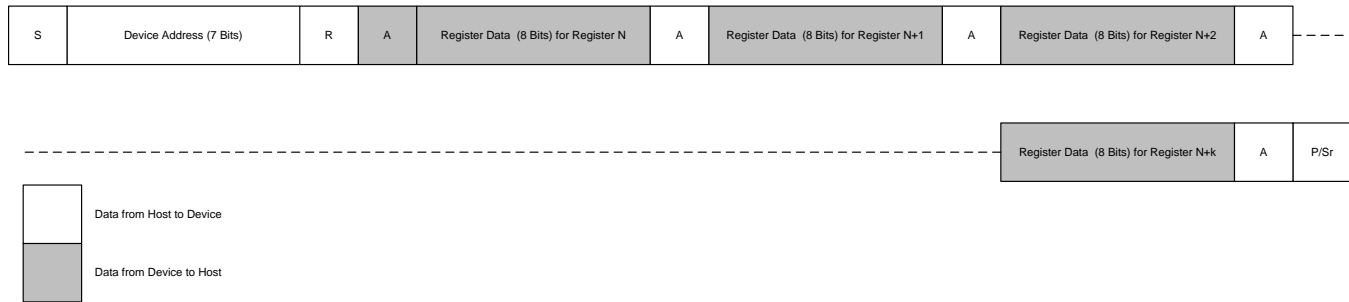 S Device Address (7 Bits) R A Register Data (8 Bits) for Register N A Register Data (8 Bits) for Register N+1 A Register Data (8 Bits) for Register N+2 A
Register Data (8 Bits) for Register N+k A P/Sr
Data from Host to Device
Data from Device to Host